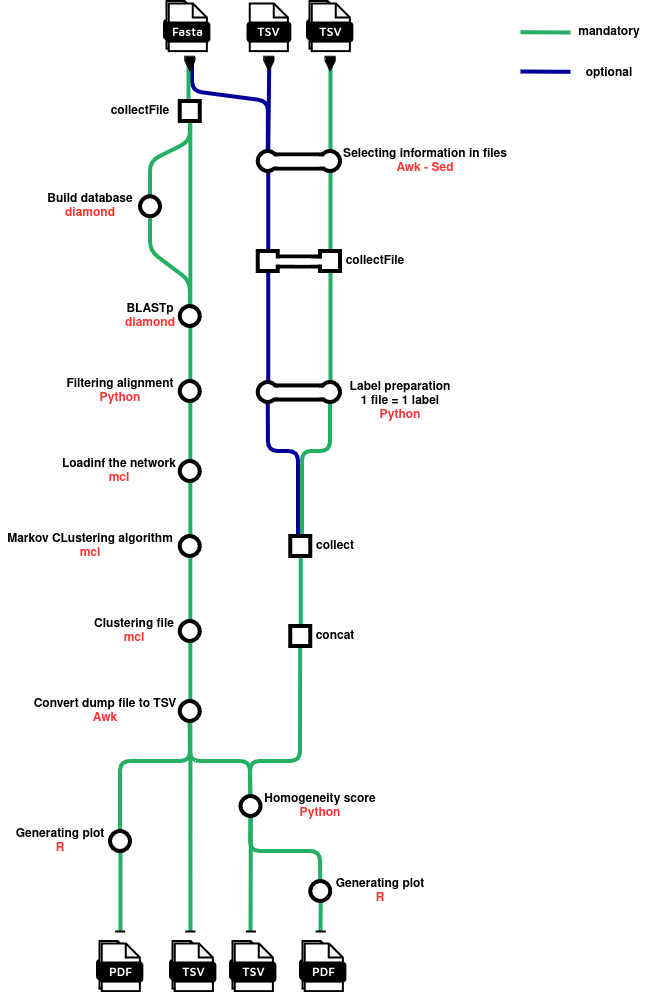 Fasta
TSV
TSV
mandatory
optional
collectFile
Selecting information in files
Awk - Sed
Build database
diamond
collectFile
BLASTp
diamond
Filtering alignment
Python
Label preparation
1 file = 1 label
Python
Loadinf the network
mcl
Markov CLustering algorithm
mcl
collect
Clustering file
mcl
concat
Convert dump file to TSV
Awk
Homogeneity score
Python
Generating plot
R
Generating plot
R
PDF
TSV
TSV
PDF